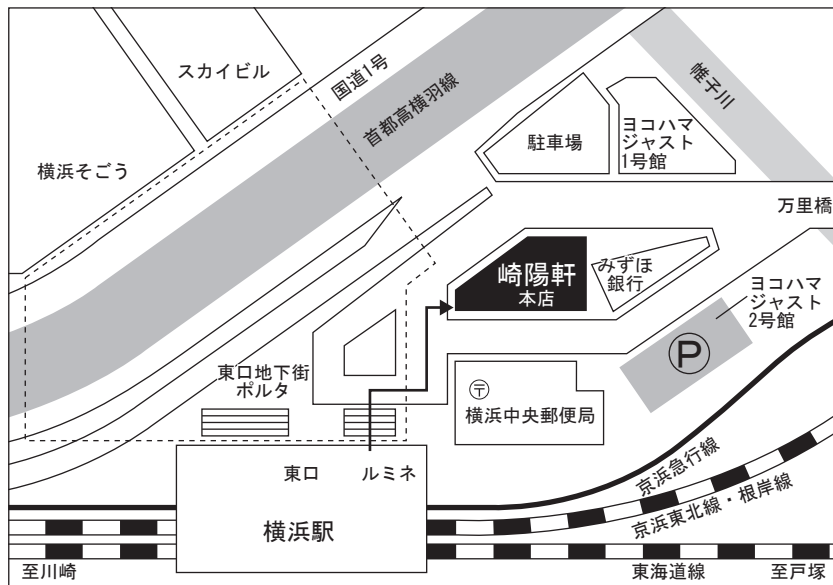 スカイビル
国道1号
首都高横羽線
帷子川
横浜そごう
駐車場
ヨコハマ
ジャスト
1号館
万里橋
崎陽軒
本店
みずほ
銀行
ヨコハマ
ジャスト
2号館
P
東口地下街
ポルタ
〒
横浜中央郵便局
東口
ルミネ
横浜駅
京浜急行線
京浜東北線・根岸線
至川崎
東海道線
至戸塚